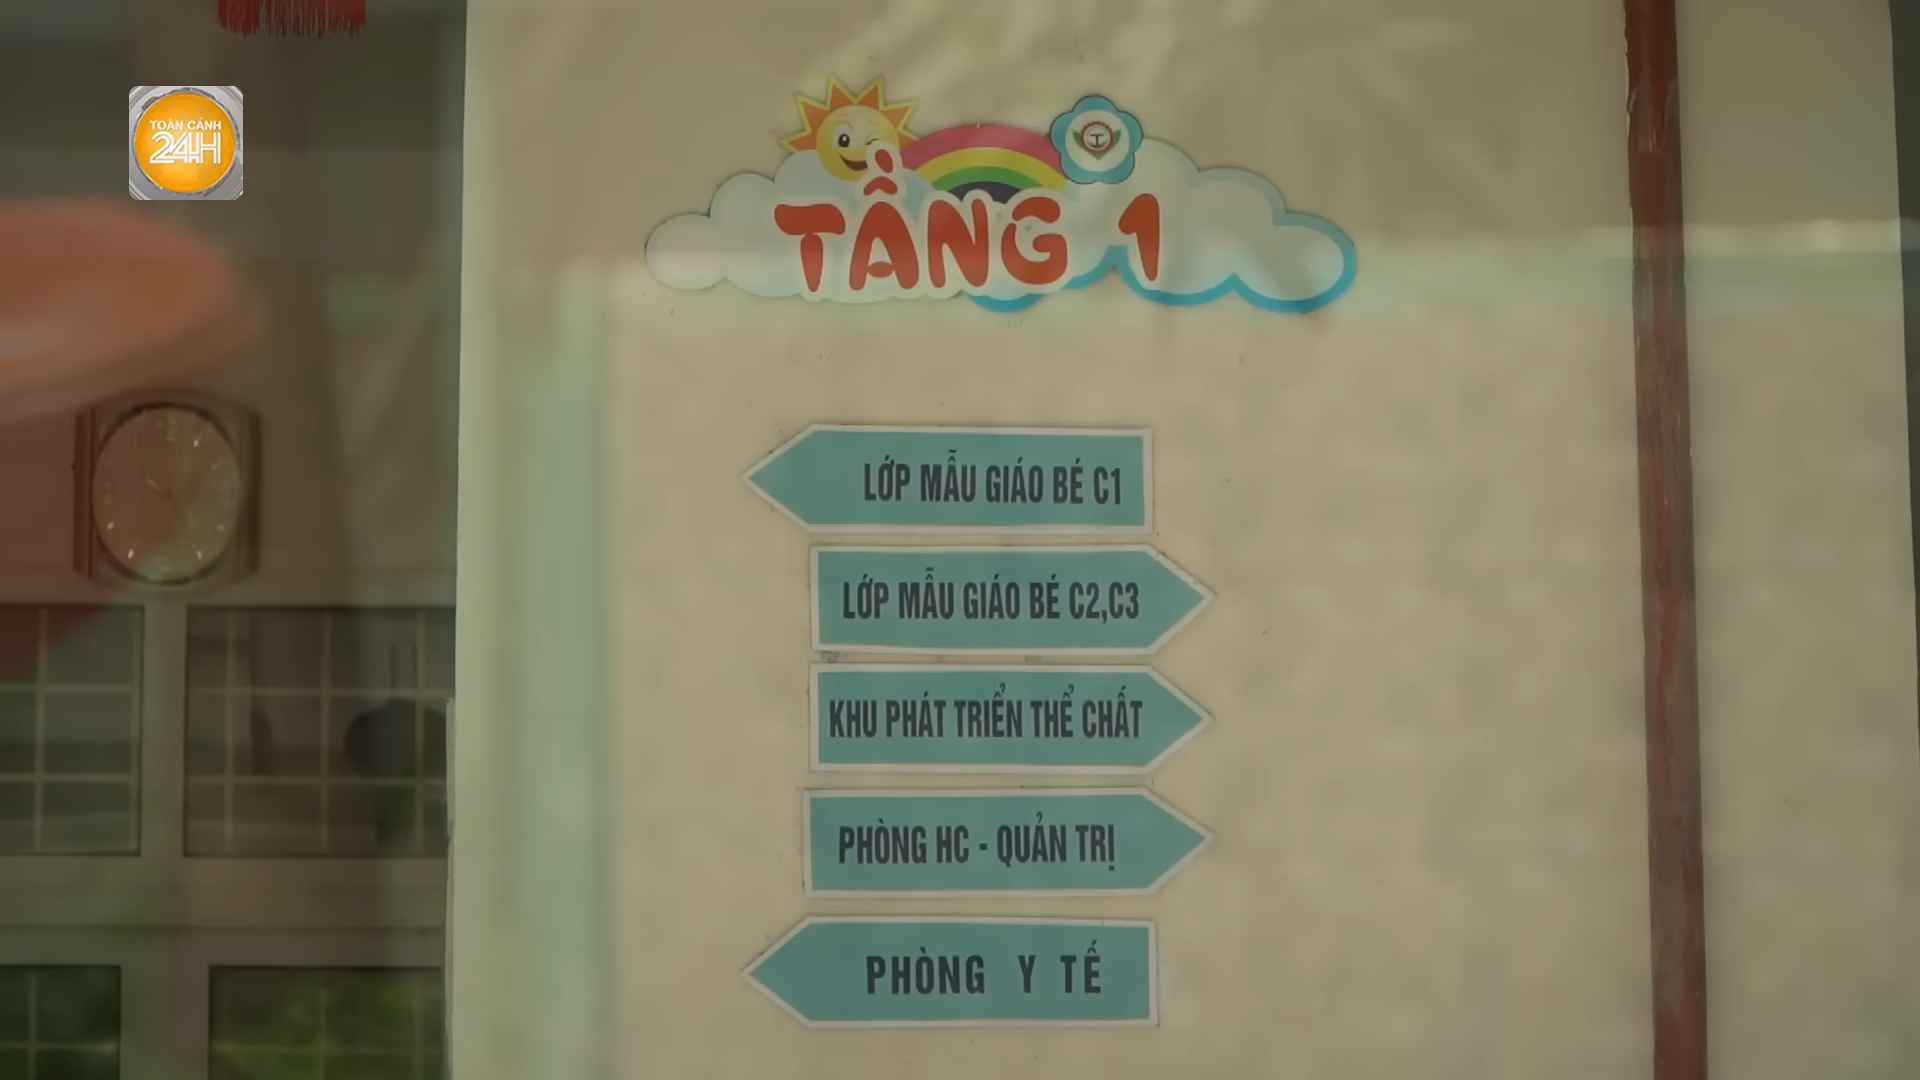 TOÀN CẢNH
24H
TẦNG 1
LỚP MẪU GIÁO BÉ C1
LỚP MẪU GIÁO BÉ C2,C3
KHU PHÁT TRIỂN THỂ CHẤT
PHÒNG HC - QUẢN TRỊ
PHÒNG Y TẾ